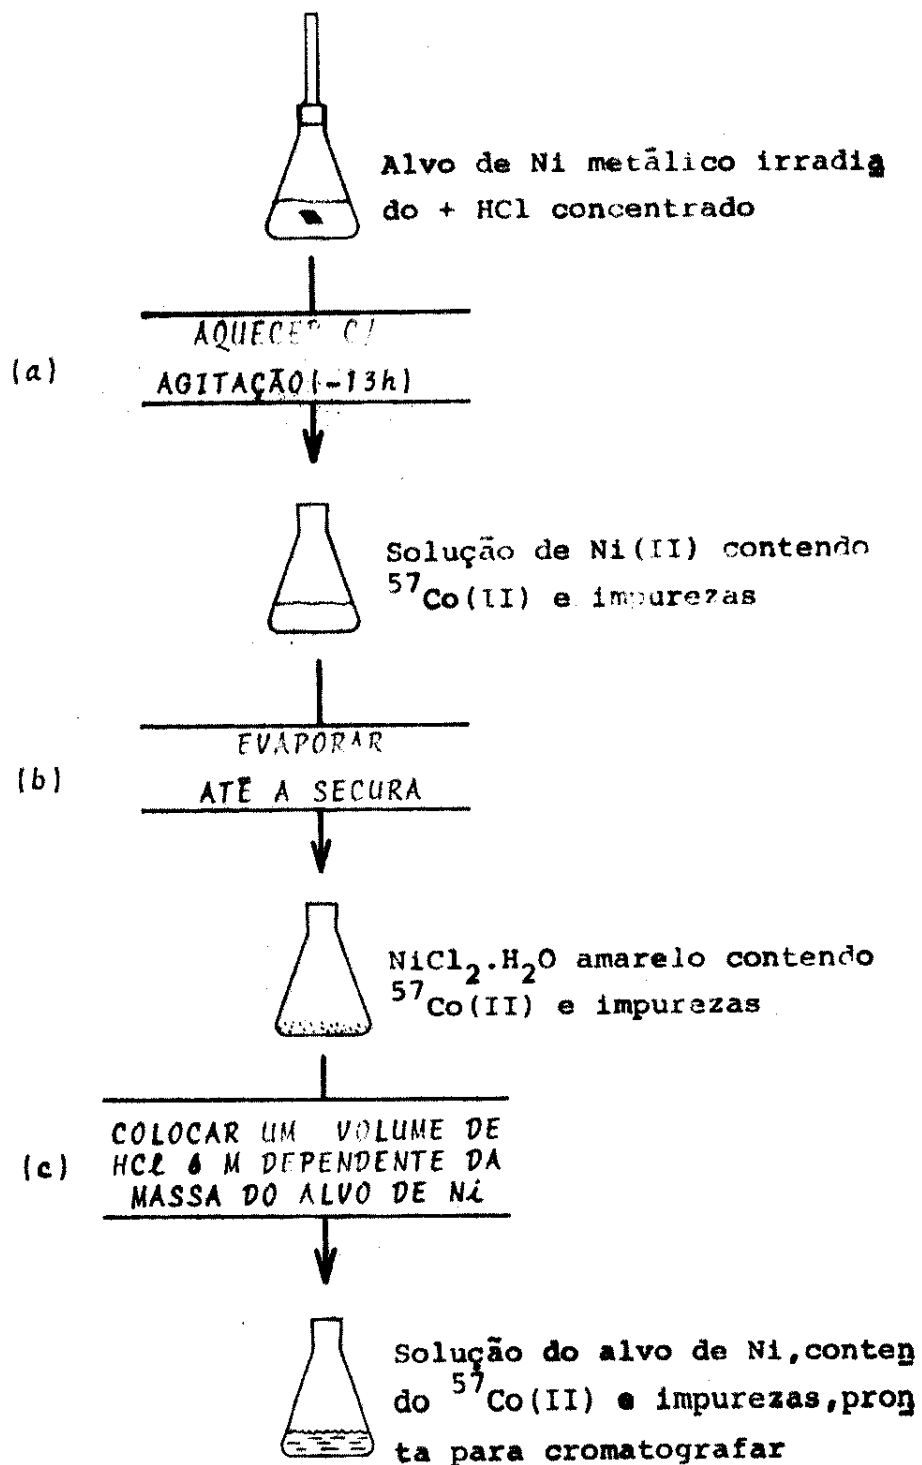 Alvo de Ni metálico irradia
do + HCl concentrado
(a)
AQUECER C/
AGITAÇÃO(~13h)
Solução de Ni(II) contendo
57Co(II) e impurezas
(b)
EVAPORAR
ATÉ A SECURA
NiCl2.H2O amarelo contendo
57Co(II) e impurezas
(c)
COLOCAR UM VOLUME DE
HCl 6 M DEPENDENTE DA
MASSA DO ALVO DE Ni
Solução do alvo de Ni,conten
do 57Co(II) e impurezas,pron
ta para cromatografar